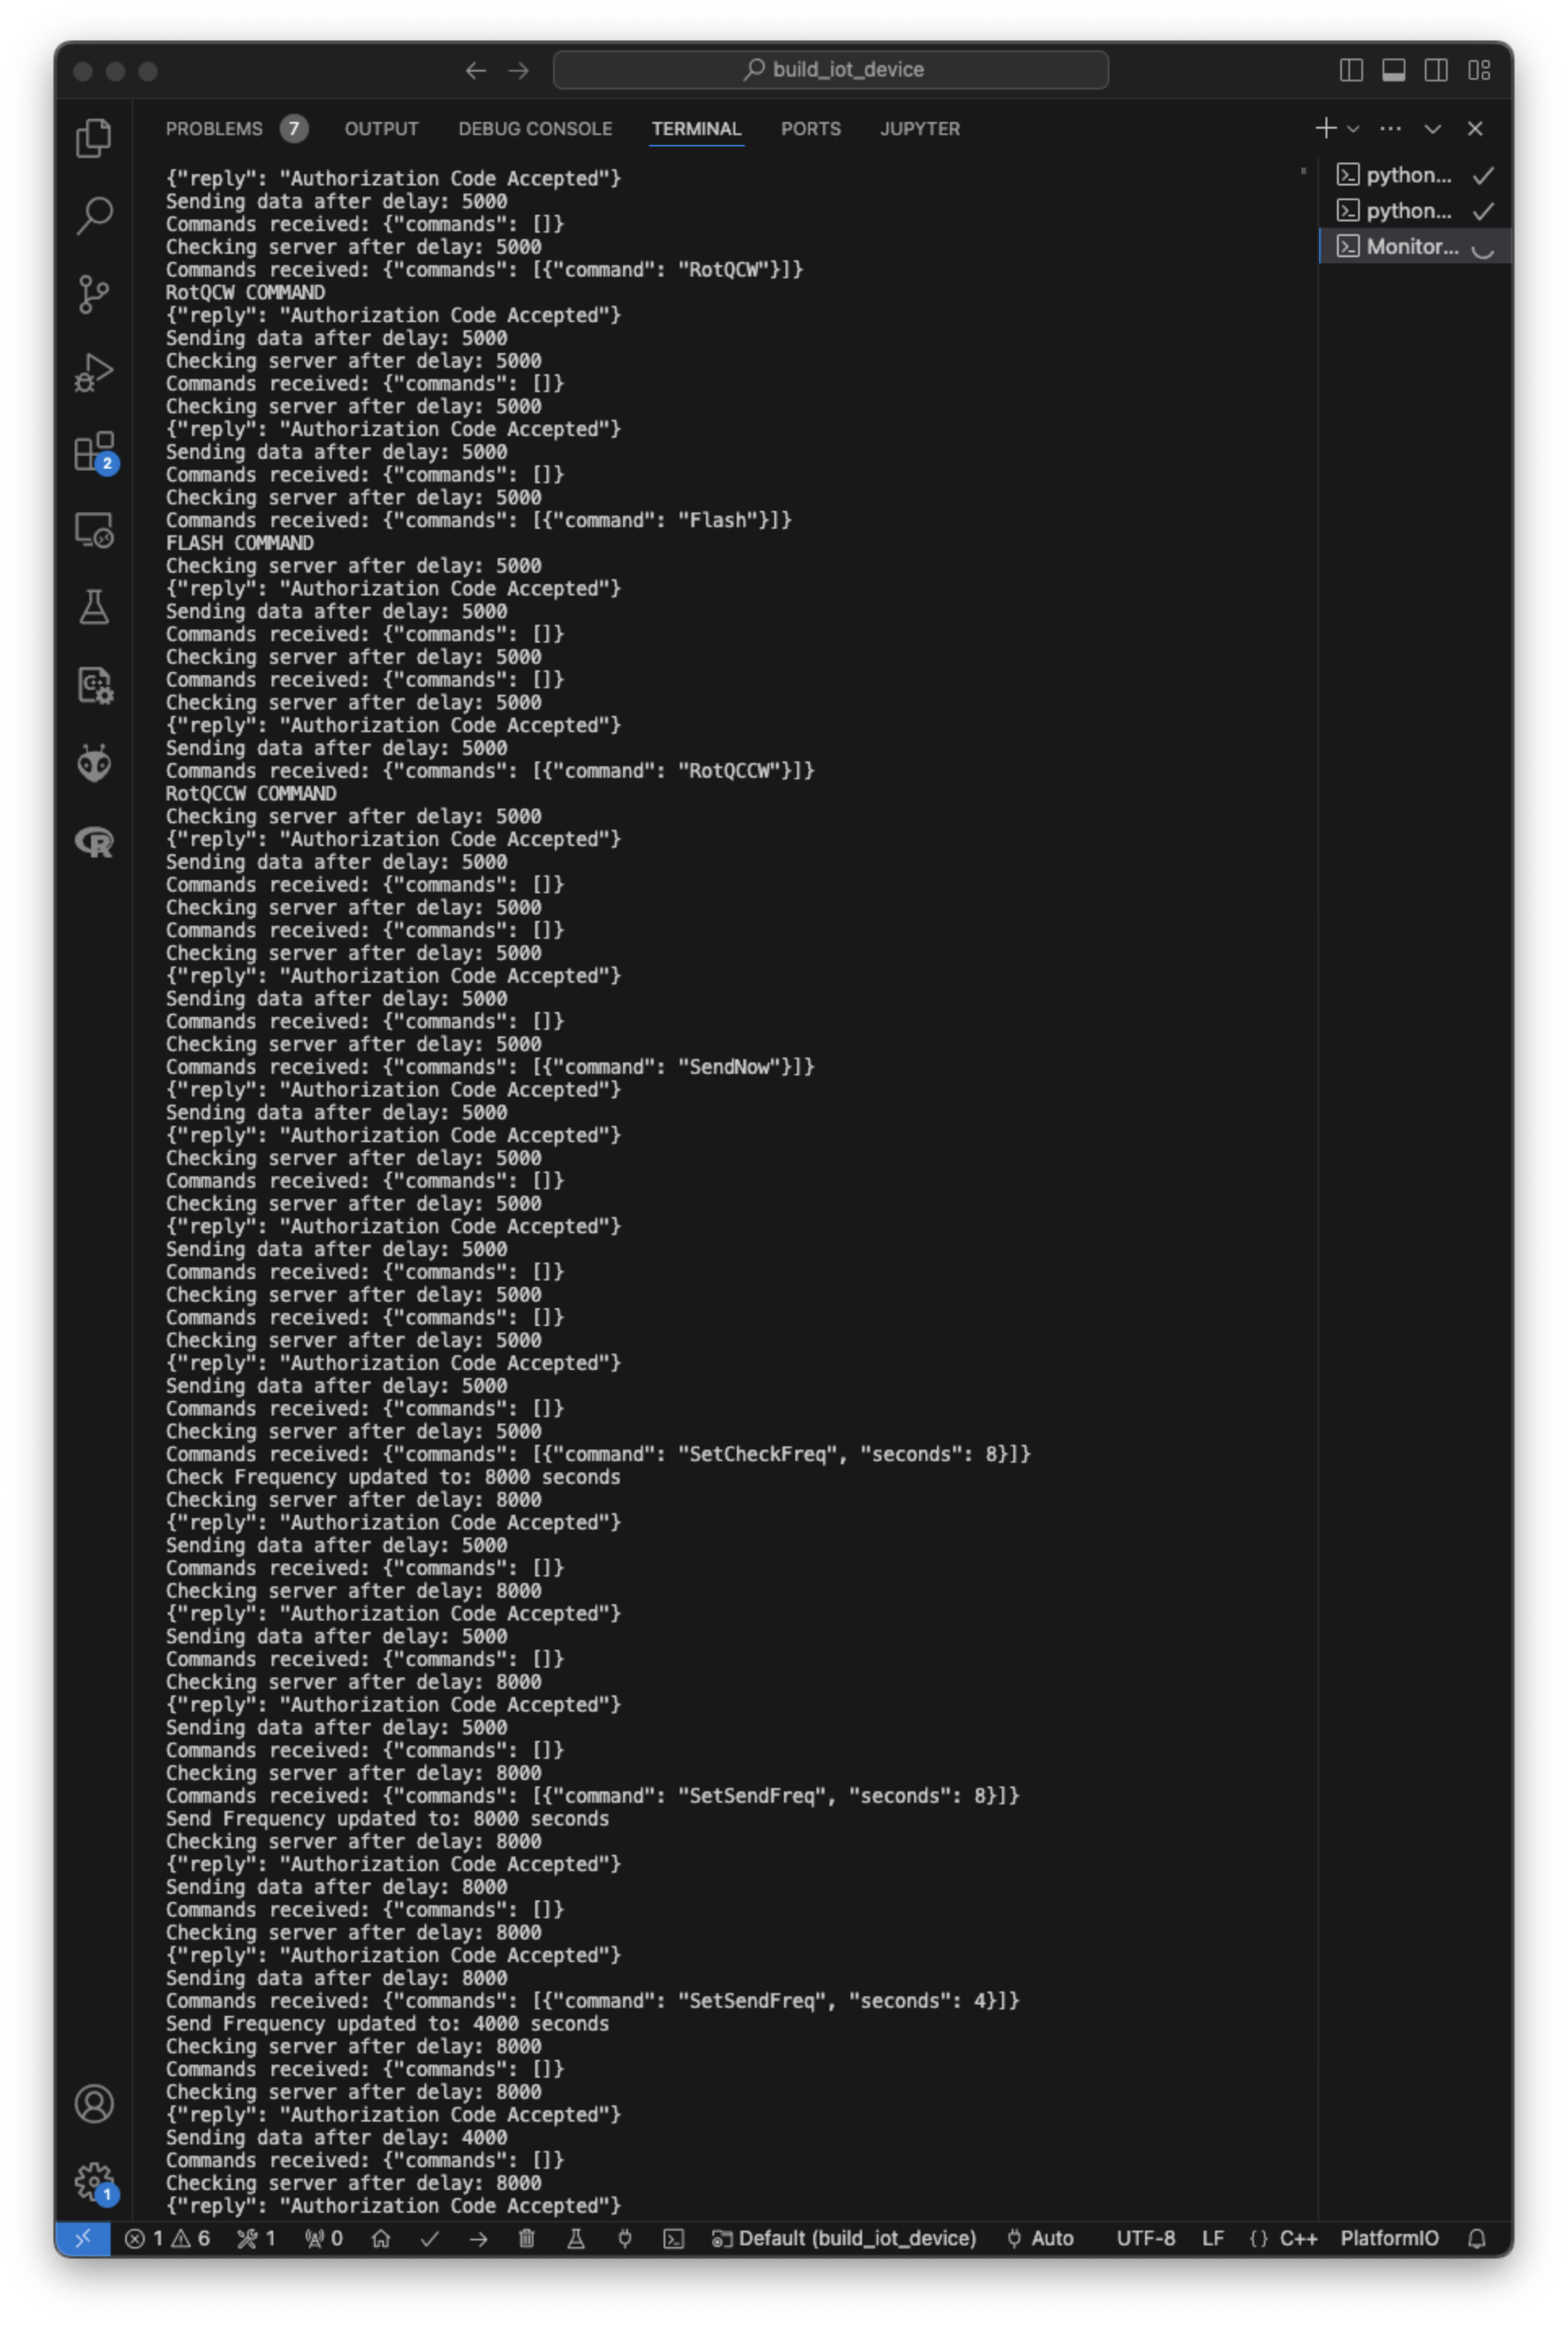 build_iot_device
PROBLEMS 7 OUTPUT DEBUG CONSOLE TERMINAL PORTS JUPYTER
{"reply": "Authorization Code Accepted"}
Sending data after delay: 5000
Commands received: {"commands": []}
Checking server after delay: 5000
Commands received: {"commands": [{"command": "RotQCW"}]}
RotQCW COMMAND
{"reply": "Authorization Code Accepted"}
Sending data after delay: 5000
Checking server after delay: 5000
Commands received: {"commands": []}
Checking server after delay: 5000
{"reply": "Authorization Code Accepted"}
Sending data after delay: 5000
Commands received: {"commands": []}
Checking server after delay: 5000
Commands received: {"commands": [{"command": "Flash"}]}
FLASH COMMAND
Checking server after delay: 5000
{"reply": "Authorization Code Accepted"}
Sending data after delay: 5000
Commands received: {"commands": []}
Checking server after delay: 5000
Commands received: {"commands": []}
Checking server after delay: 5000
{"reply": "Authorization Code Accepted"}
Sending data after delay: 5000
Commands received: {"commands": [{"command": "RotQCCW"}]}
RotQCCW COMMAND
Checking server after delay: 5000
{"reply": "Authorization Code Accepted"}
Sending data after delay: 5000
Commands received: {"commands": []}
Checking server after delay: 5000
Commands received: {"commands": []}
Checking server after delay: 5000
{"reply": "Authorization Code Accepted"}
Sending data after delay: 5000
Commands received: {"commands": []}
Checking server after delay: 5000
Commands received: {"commands": [{"command": "SendNow"}]}
{"reply": "Authorization Code Accepted"}
Sending data after delay: 5000
{"reply": "Authorization Code Accepted"}
Checking server after delay: 5000
Commands received: {"commands": []}
Checking server after delay: 5000
{"reply": "Authorization Code Accepted"}
Sending data after delay: 5000
Commands received: {"commands": []}
Checking server after delay: 5000
Commands received: {"commands": []}
Checking server after delay: 5000
{"reply": "Authorization Code Accepted"}
Sending data after delay: 5000
Commands received: {"commands": []}
Checking server after delay: 5000
Commands received: {"commands": [{"command": "SetCheckFreq", "seconds": 8}]}
Check Frequency updated to: 8000 seconds
Checking server after delay: 8000
{"reply": "Authorization Code Accepted"}
Sending data after delay: 5000
Commands received: {"commands": []}
Checking server after delay: 8000
{"reply": "Authorization Code Accepted"}
Sending data after delay: 5000
Commands received: {"commands": []}
Checking server after delay: 8000
{"reply": "Authorization Code Accepted"}
Sending data after delay: 5000
Commands received: {"commands": []}
Checking server after delay: 8000
Commands received: {"commands": [{"command": "SetSendFreq", "seconds": 8}]}
Send Frequency updated to: 8000 seconds
Checking server after delay: 8000
{"reply": "Authorization Code Accepted"}
Sending data after delay: 8000
Commands received: {"commands": []}
Checking server after delay: 8000
{"reply": "Authorization Code Accepted"}
Sending data after delay: 8000
Commands received: {"commands": [{"command": "SetSendFreq", "seconds": 4}]}
Send Frequency updated to: 4000 seconds
Checking server after delay: 8000
Commands received: {"commands": []}
Checking server after delay: 8000
{"reply": "Authorization Code Accepted"}
Sending data after delay: 4000
Commands received: {"commands": []}
Checking server after delay: 8000
{"reply": "Authorization Code Accepted"}
python...
python...
Monitor...
2
R
1
1 6 1 0 Default (build_iot_device) Auto UTF-8 LF {} C++ PlatformIO